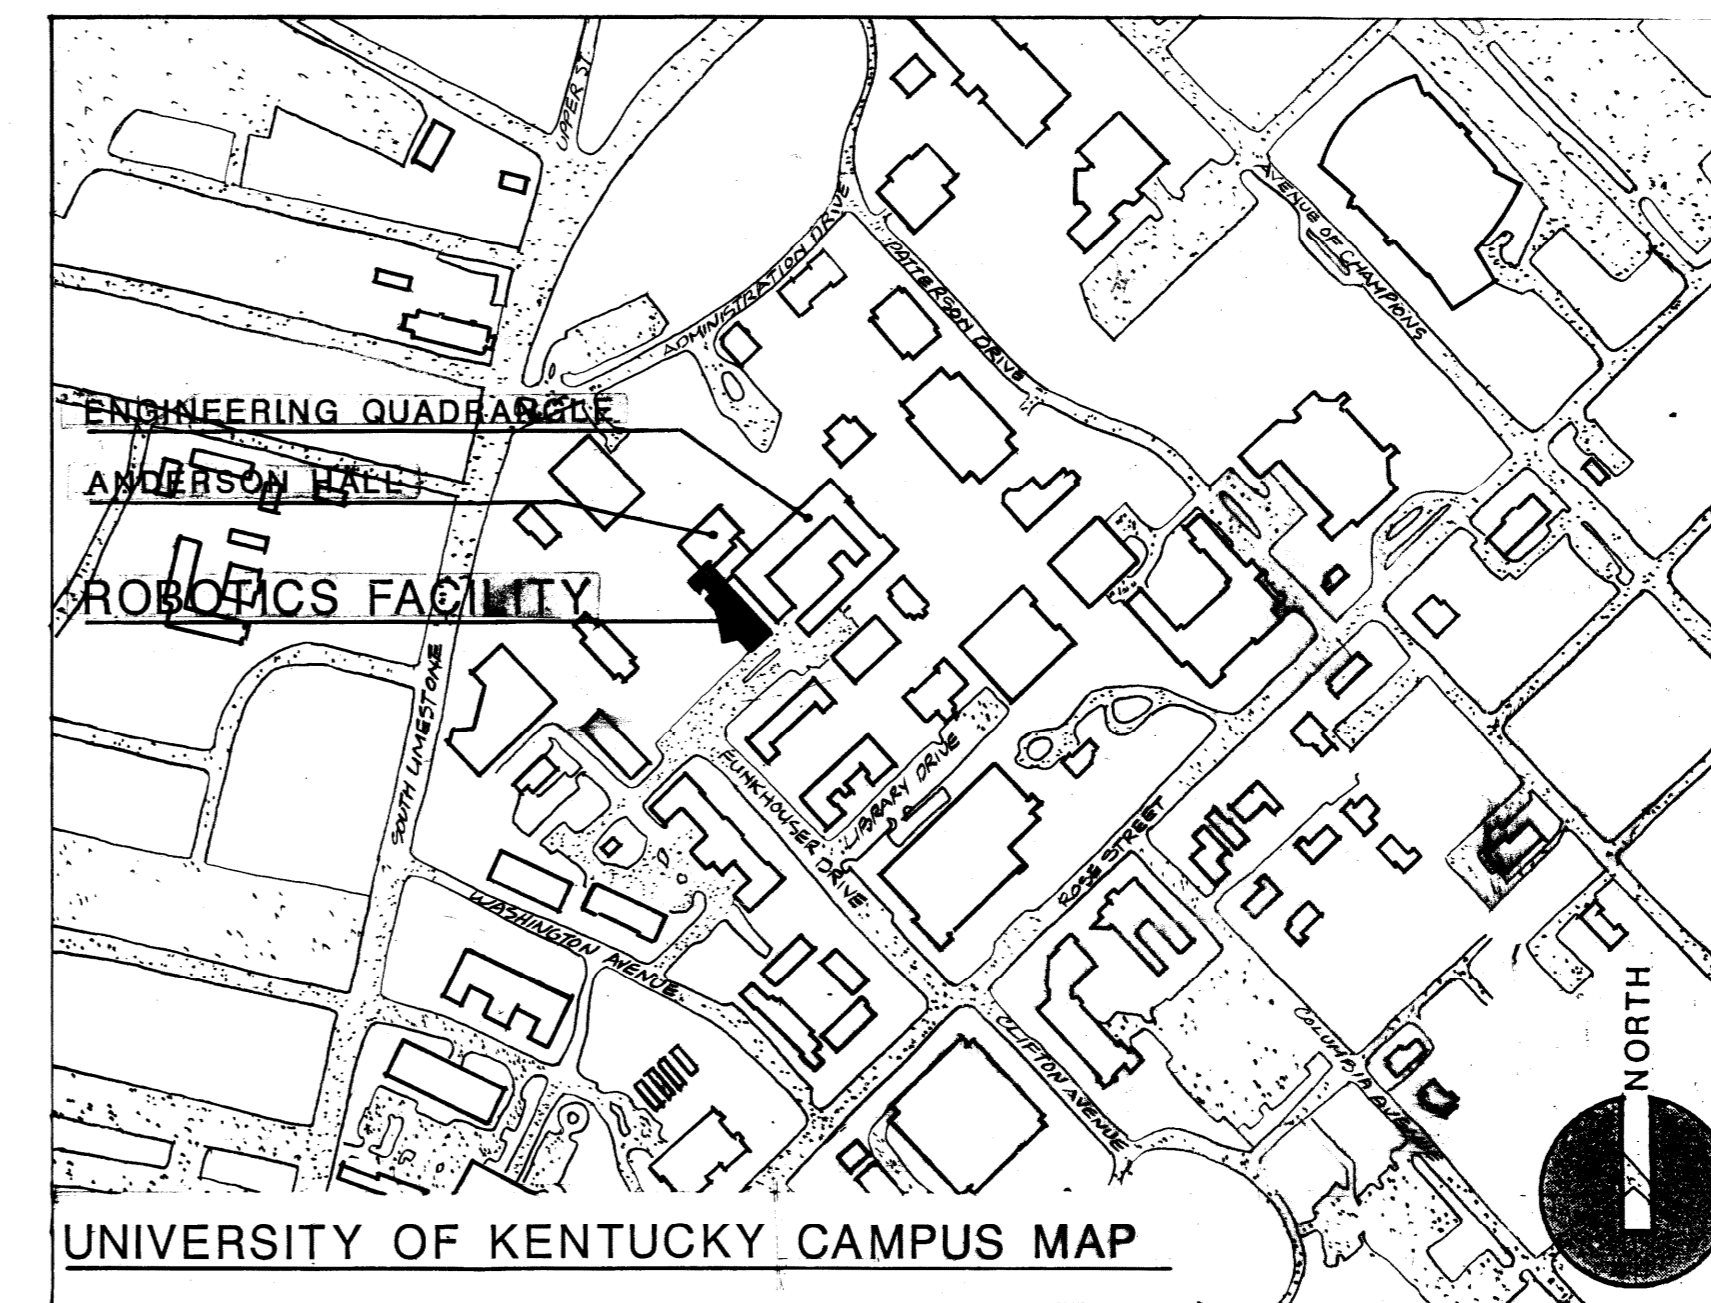 UPPER ST
AVENUE OF CHAMPIONS
ADMINISTRATION DRIVE
PATTERSON DRIVE
ENGINEERING QUADRANGLE
ANDERSON HALL
ROBOTICS FACILITY
SOUTH LIMESTONE
FUNKHOUSER DRIVE
LIBRARY DRIVE
ROSE STREET
WASHINGTON AVENUE
CLIFTON AVENUE
COLUMBIA AVENUE
NORTH
UNIVERSITY OF KENTUCKY CAMPUS MAP